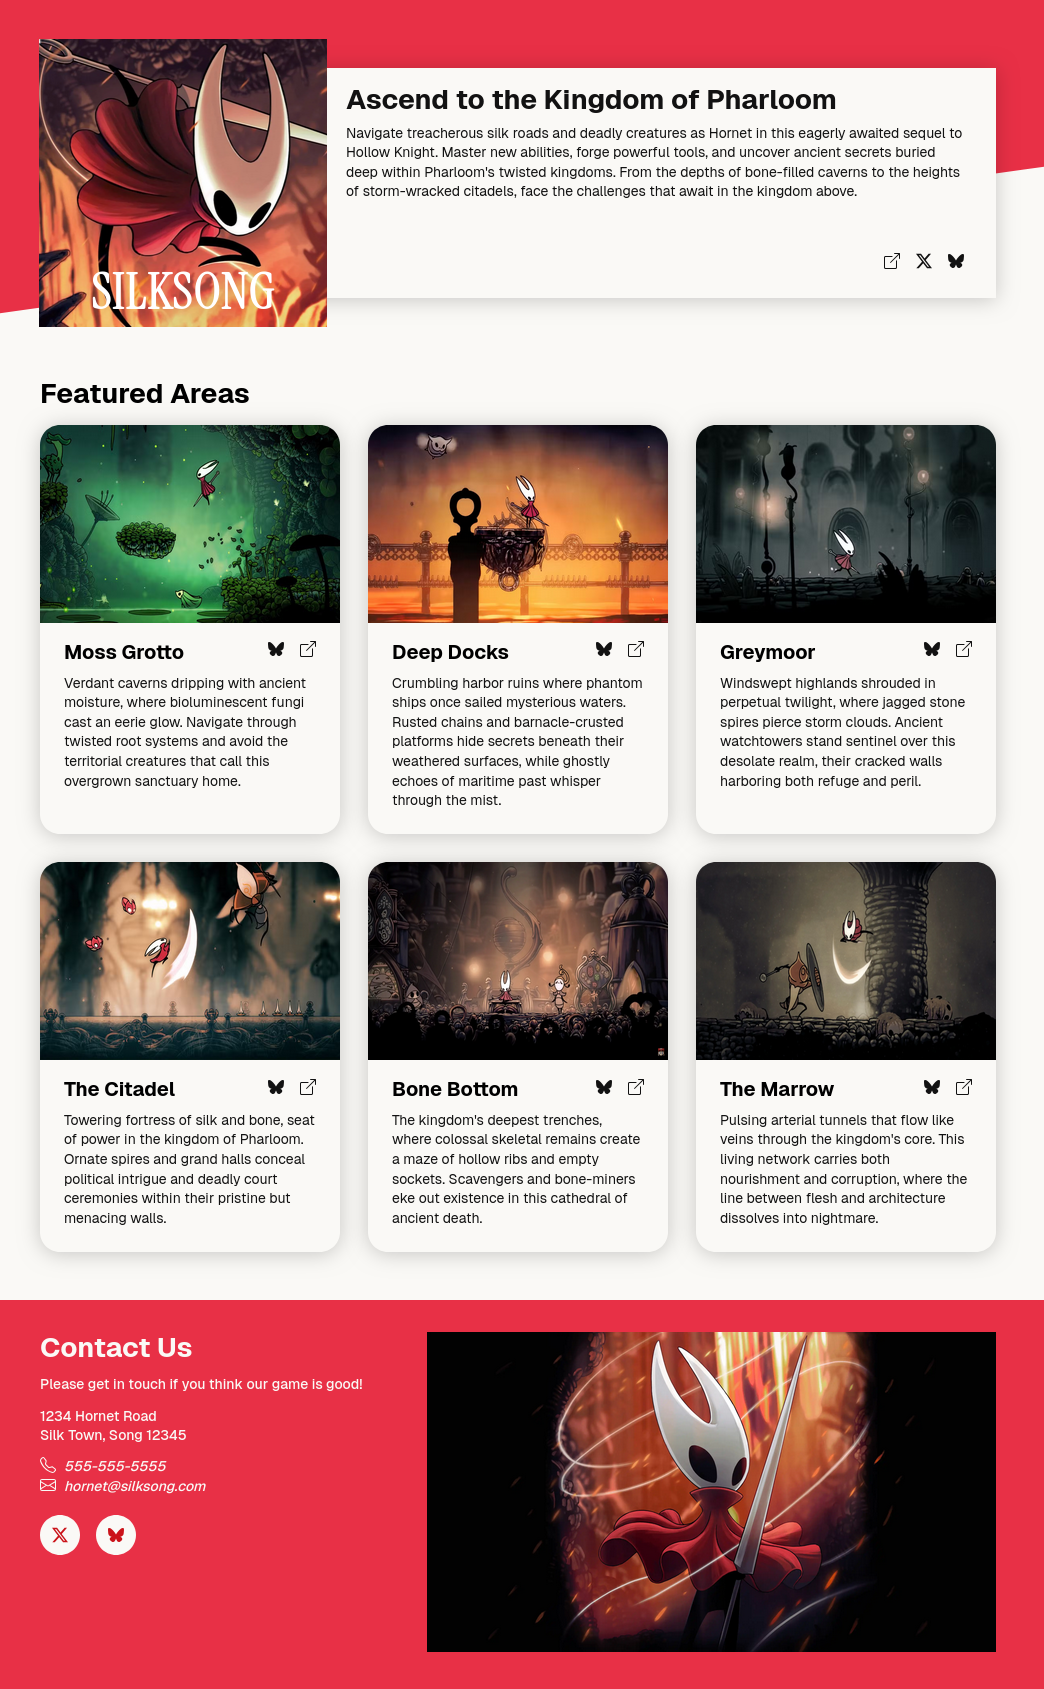 SILKSONG
Ascend to the Kingdom of Pharloom
Navigate treacherous silk roads and deadly creatures as Hornet in this eagerly awaited sequel to
Hollow Knight. Master new abilities, forge powerful tools, and uncover ancient secrets buried
deep within Pharloom's twisted kingdoms. From the depths of bone-filled caverns to the heights
of storm-wracked citadels, face the challenges that await in the kingdom above.
Featured Areas
Moss Grotto
Verdant caverns dripping with ancient
moisture, where bioluminescent fungi
cast an eerie glow. Navigate through
twisted root systems and avoid the
territorial creatures that call this
overgrown sanctuary home.
Deep Docks
Crumbling harbor ruins where phantom
ships once sailed mysterious waters.
Rusted chains and barnacle-crusted
platforms hide secrets beneath their
weathered surfaces, while ghostly
echoes of maritime past whisper
through the mist.
Greymoor
Windswept highlands shrouded in
perpetual twilight, where jagged stone
spires pierce storm clouds. Ancient
watchtowers stand sentinel over this
desolate realm, their cracked walls
harboring both refuge and peril.
The Citadel
Towering fortress of silk and bone, seat
of power in the kingdom of Pharloom.
Ornate spires and grand halls conceal
political intrigue and deadly court
ceremonies within their pristine but
menacing walls.
Bone Bottom
The kingdom's deepest trenches,
where colossal skeletal remains create
a maze of hollow ribs and empty
sockets. Scavengers and bone-miners
eke out existence in this cathedral of
ancient death.
The Marrow
Pulsing arterial tunnels that flow like
veins through the kingdom's core. This
living network carries both
nourishment and corruption, where the
line between flesh and architecture
dissolves into nightmare.
Contact Us
Please get in touch if you think our game is good!
1234 Hornet Road
Silk Town, Song 12345
555-555-5555
hornet@silksong.com